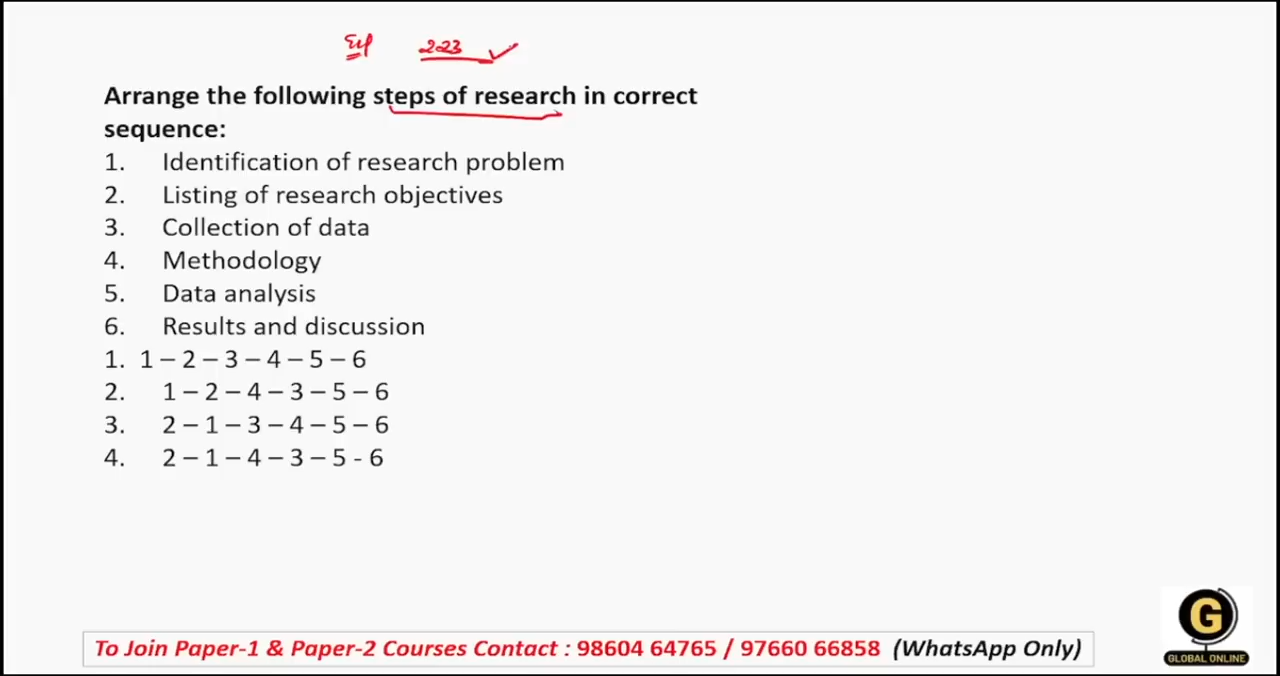 223
Arrange the following steps of research in correct
sequence:
1. Identification of research problem
2. Listing of research objectives
3. Collection of data
4. Methodology
5. Data analysis
6. Results and discussion
1. 1 – 2 – 3 – 4 – 5 – 6
2. 1 – 2 – 4 – 3 – 5 – 6
3. 2 – 1 – 3 – 4 – 5 – 6
4. 2 – 1 – 4 – 3 – 5 - 6
To Join Paper-1 & Paper-2 Courses Contact : 98604 64765 / 97660 66858 (WhatsApp Only)
G
GLOBAL ONLINE